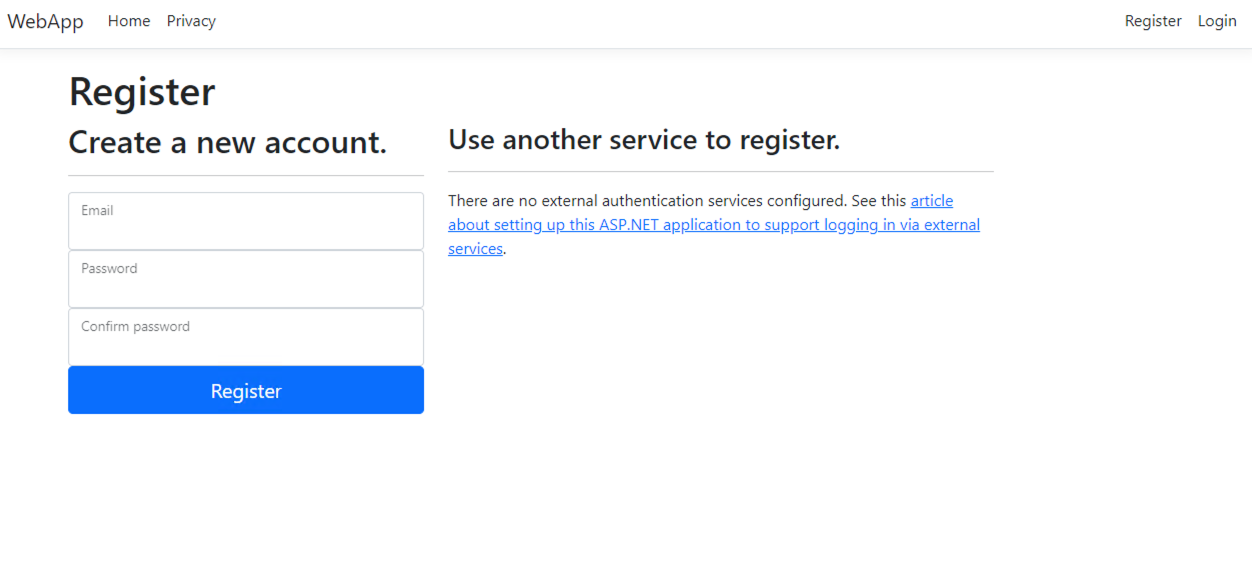 WebApp Home Privacy Register Login
Register
Create a new account.
Email
Password
Confirm password
Register
Use another service to register.
There are no external authentication services configured. See this article
about setting up this ASP.NET application to support logging in via external
services.